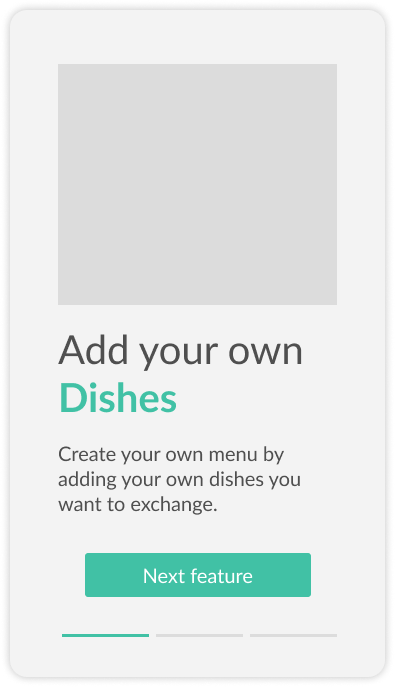 Add your own
Dishes
Create your own menu by
adding your own dishes you
want to exchange.
Next feature